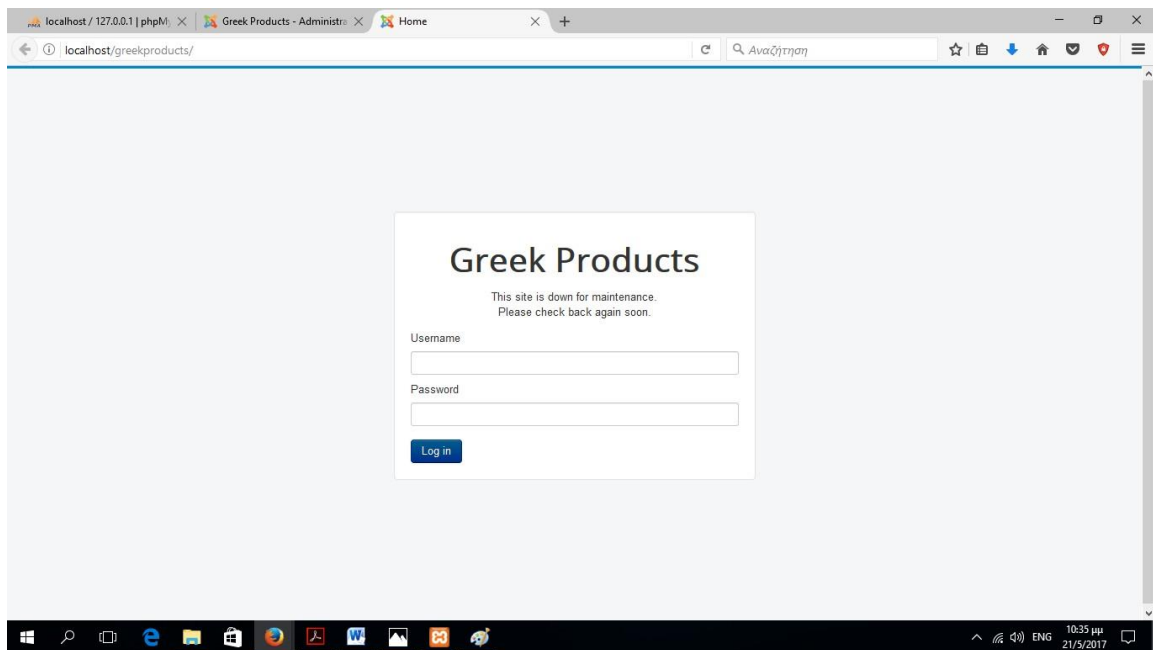 localhost / 127.0.0.1 | phpM
Greek Products - Administra
Home
localhost/greekproducts/
Αναζήτηση
Greek Products
This site is down for maintenance.
Please check back again soon.
Username
Password
Log in
ENG
10:35 μμ
21/5/2017